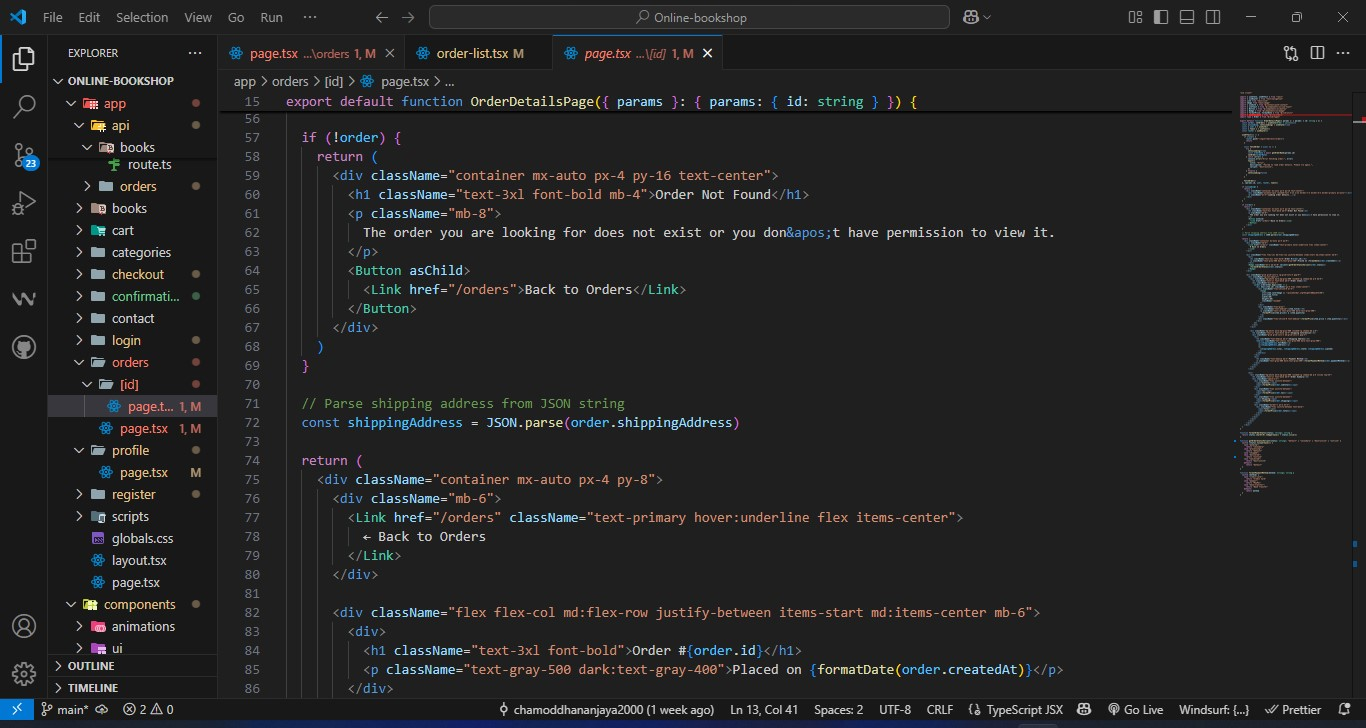 File Edit Selection View Go Run ··· ← → Online-bookshop
EXPLORER ···
ONLINE-BOOKSHOP
app
api
books
route.ts
orders
books
cart
categories
checkout
confirmati...
contact
login
orders
[id]
page.t... 1, M
page.tsx 1, M
profile
page.tsx M
register
scripts
globals.css
layout.tsx
page.tsx
components
animations
ui
OUTLINE
TIMELINE
23
page.tsx ...\orders 1, M
order-list.tsx M
page.tsx ...\[id] 1, M
app > orders > [id] > page.tsx > ...
15 export default function OrderDetailsPage({ params }: { params: { id: string } }) {
56
57 if (!order) {
58 return (
59 <div className="container mx-auto px-4 py-16 text-center">
60 <h1 className="text-3xl font-bold mb-4">Order Not Found</h1>
61 <p className="mb-8">
62 The order you are looking for does not exist or you don&apos;t have permission to view it.
63 </p>
64 <Button asChild>
65 <Link href="/orders">Back to Orders</Link>
66 </Button>
67 </div>
68 )
69 }
70
71 // Parse shipping address from JSON string
72 const shippingAddress = JSON.parse(order.shippingAddress)
73
74 return (
75 <div className="container mx-auto px-4 py-8">
76 <div className="mb-6">
77 <Link href="/orders" className="text-primary hover:underline flex items-center">
78 ← Back to Orders
79 </Link>
80 </div>
81
82 <div className="flex flex-col md:flex-row justify-between items-start md:items-center mb-6">
83 <div>
84 <h1 className="text-3xl font-bold">Order #{order.id}</h1>
85 <p className="text-gray-500 dark:text-gray-400">Placed on {formatDate(order.createdAt)}</p>
86 </div>
main* 2 0 chamoddhananjaya2000 (1 week ago) Ln 13, Col 41 Spaces: 2 UTF-8 CRLF {} TypeScript JSX Go Live Windsurf: {...} Prettier